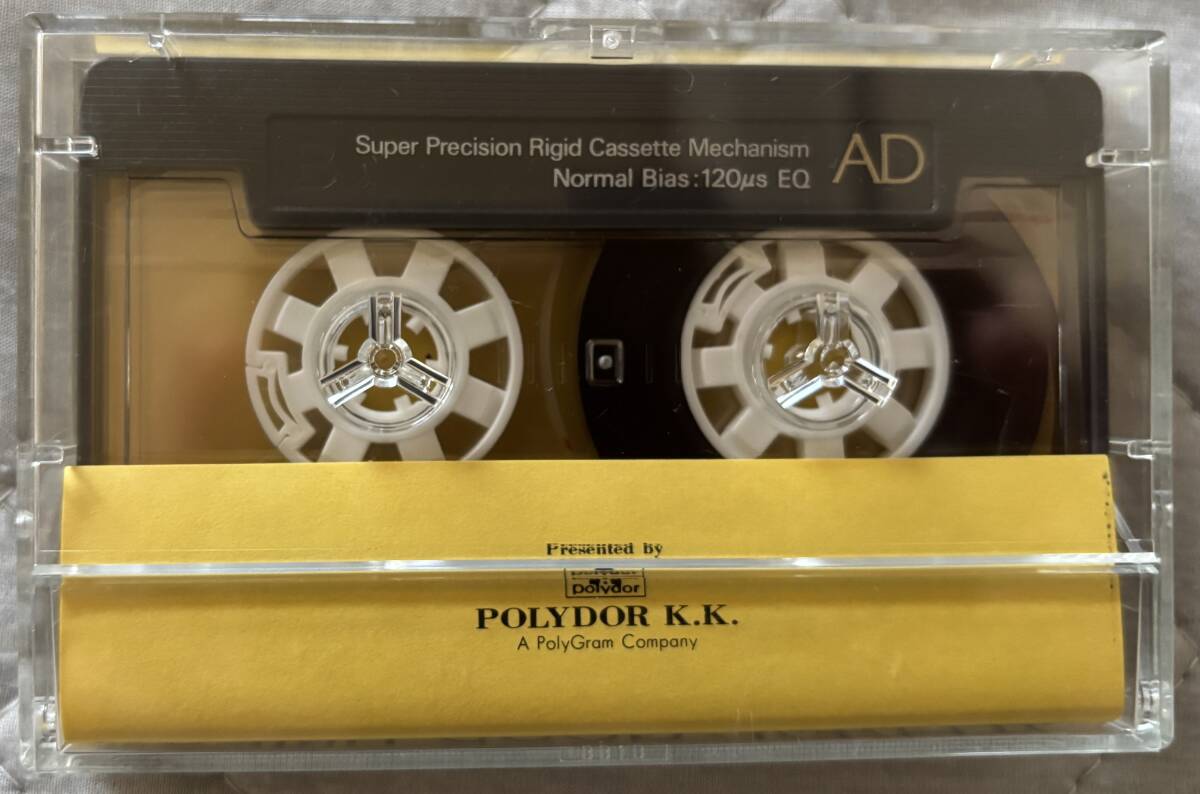 Super Precision Rigid Cassette Mechanism
Normal Bias:120μs EQ
AD
Presented by
polydor
POLYDOR K.K.
A PolyGram Company